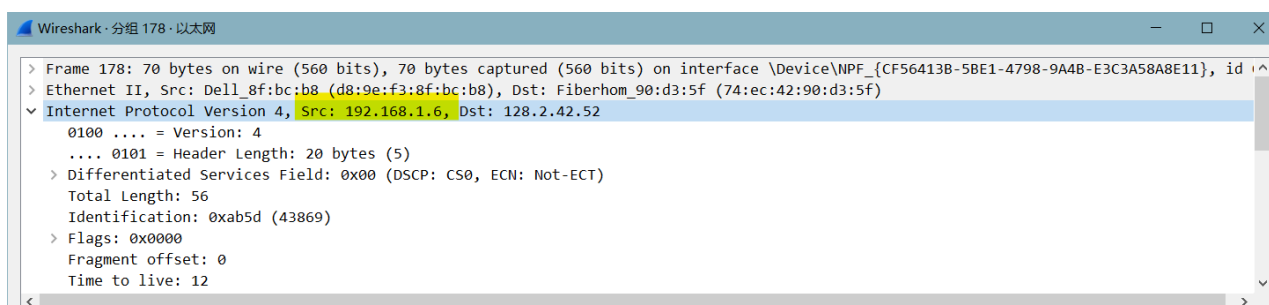 Wireshark · 分组 178 · 以太网
Frame 178: 70 bytes on wire (560 bits), 70 bytes captured (560 bits) on interface \Device\NPF_{CF56413B-5BE1-4798-9A4B-E3C3A58A8E11}, id
Ethernet II, Src: Dell_8f:bc:b8 (d8:9e:f3:8f:bc:b8), Dst: Fiberhom_90:d3:5f (74:ec:42:90:d3:5f)
Internet Protocol Version 4, Src: 192.168.1.6, Dst: 128.2.42.52
0100 .... = Version: 4
.... 0101 = Header Length: 20 bytes (5)
Differentiated Services Field: 0x00 (DSCP: CS0, ECN: Not-ECT)
Total Length: 56
Identification: 0xab5d (43869)
Flags: 0x0000
Fragment offset: 0
Time to live: 12